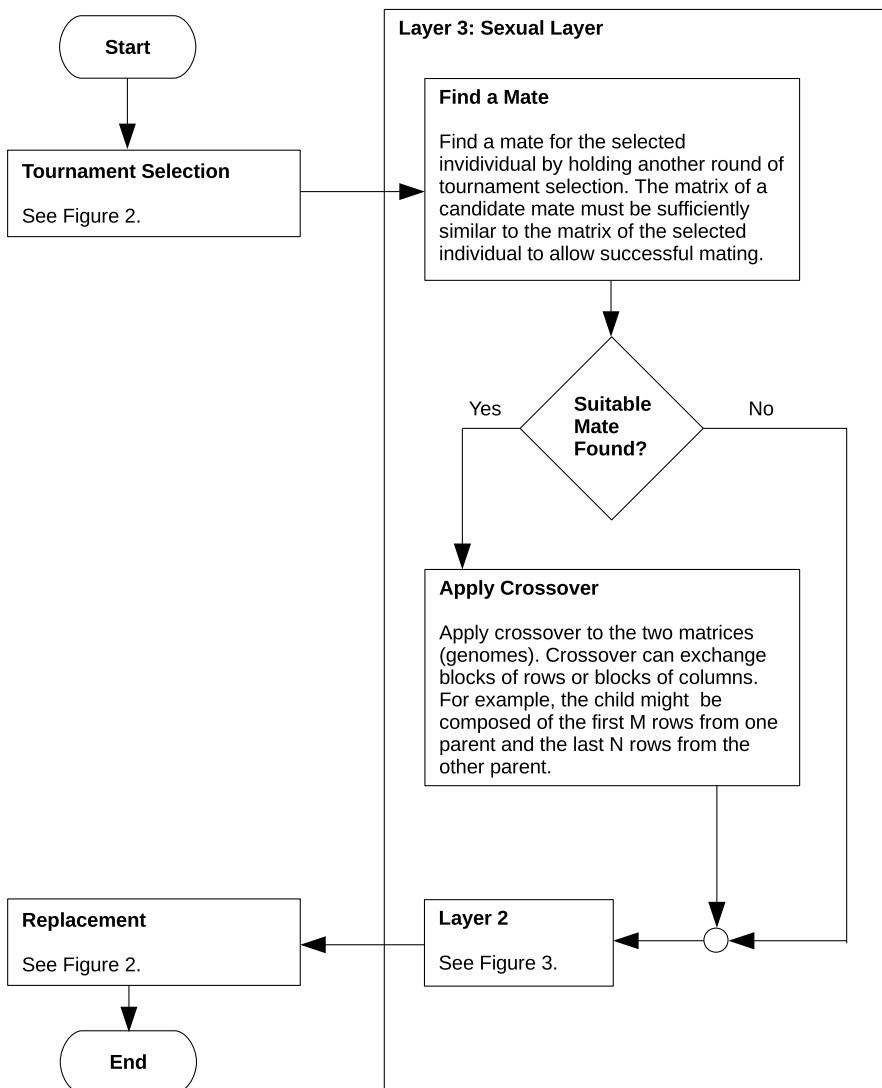 Start
Tournament Selection
See Figure 2.
Layer 3: Sexual Layer
Find a Mate
Find a mate for the selected
invidividual by holding another round of
tournament selection. The matrix of a
candidate mate must be sufficiently
similar to the matrix of the selected
individual to allow successful mating.
Suitable
Mate
Found?
Yes
No
Apply Crossover
Apply crossover to the two matrices
(genomes). Crossover can exchange
blocks of rows or blocks of columns.
For example, the child might  be
composed of the first M rows from one
parent and the last N rows from the
other parent.
Layer 2
See Figure 3.
Replacement
See Figure 2.
End